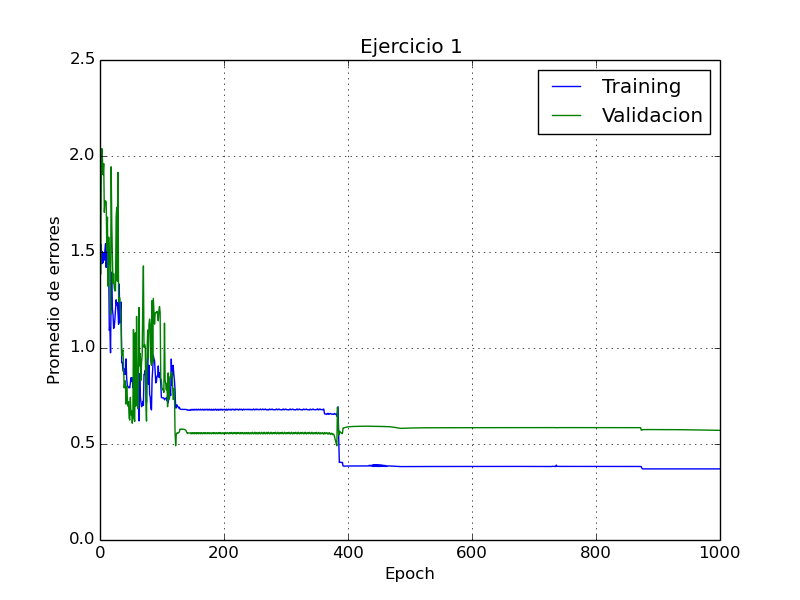 Ejercicio 1
Training
Validacion
Promedio de errores
2.5
2.0
1.5
1.0
0.5
0.0
0 200 400 600 800 1000
Epoch